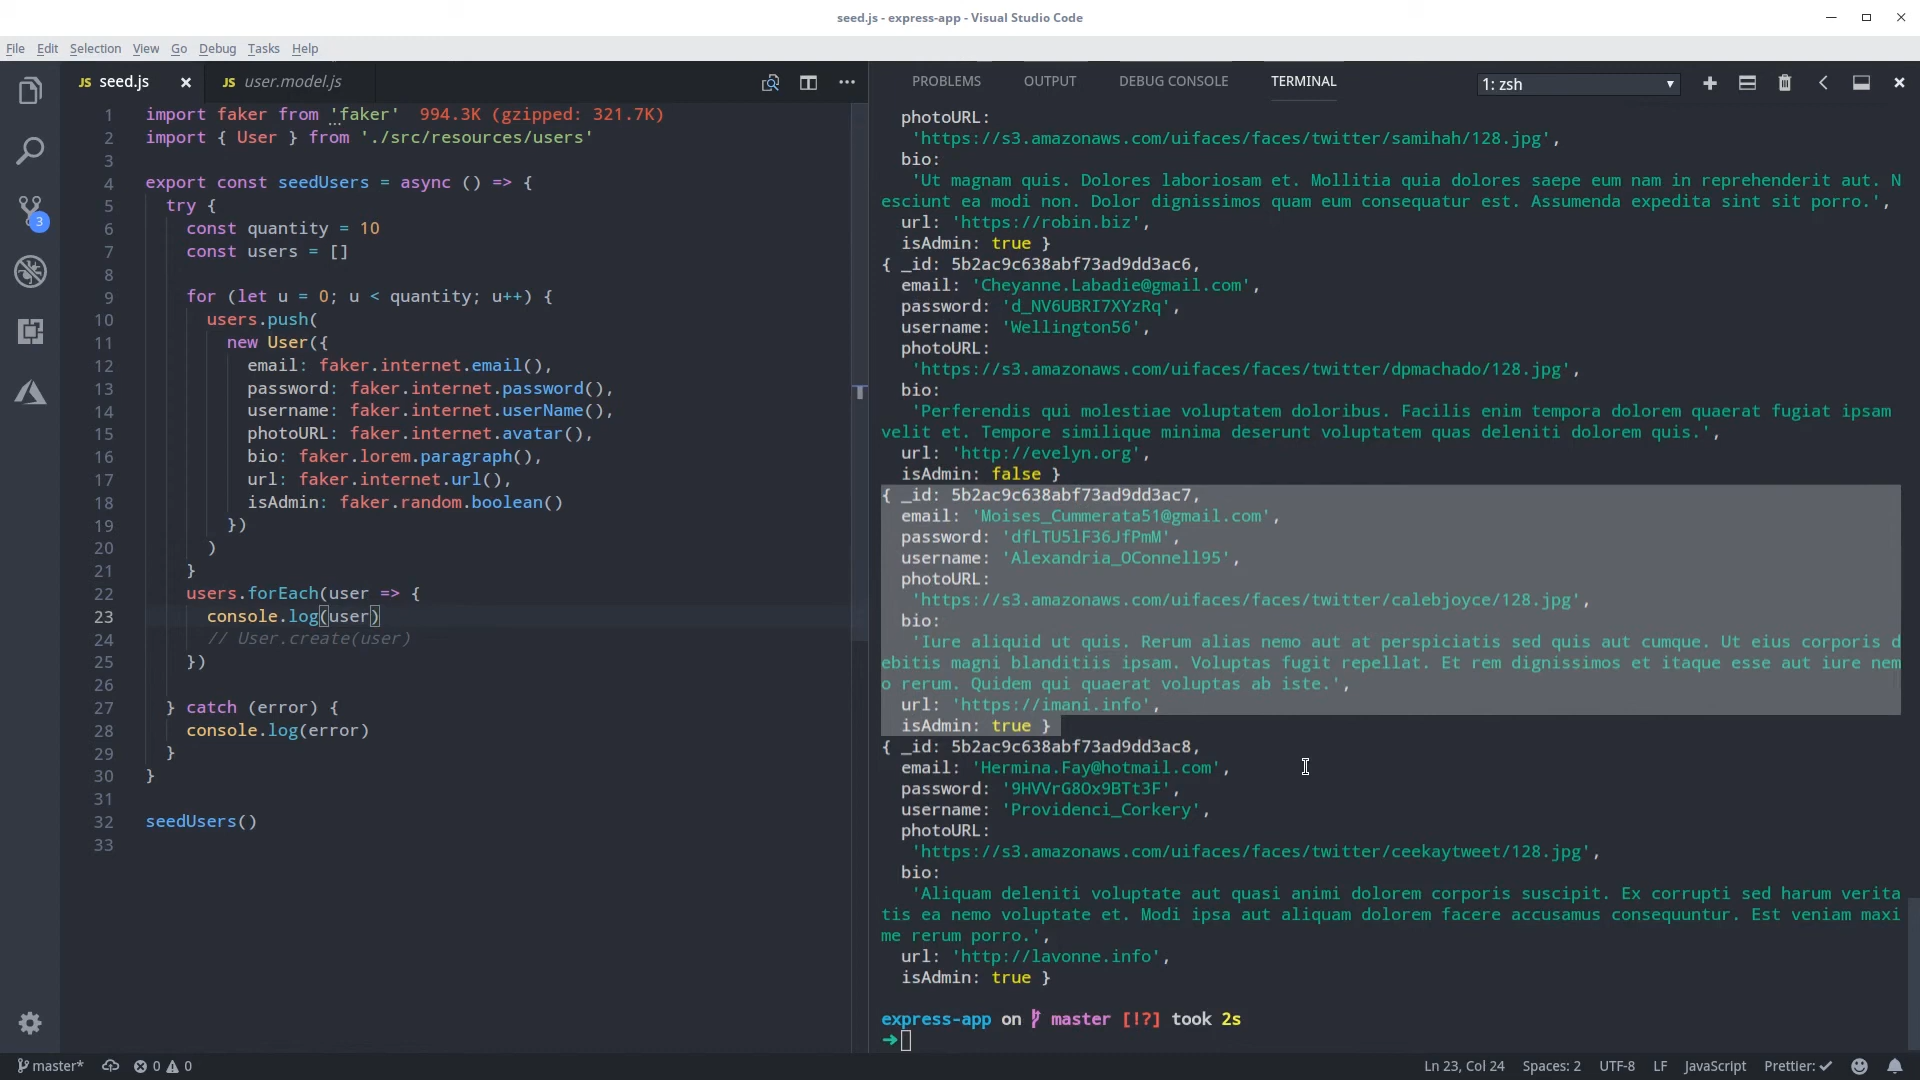 seed.js - express-app - Visual Studio Code
File Edit Selection View Go Debug Tasks Help
JS seed.js
JS user.model.js
1 import faker from 'faker' 994.3K (gzipped: 321.7K)
2 import { User } from './src/resources/users'
3
4 export const seedUsers = async () => {
5 try {
6 const quantity = 10
7 const users = []
8
9 for (let u = 0; u < quantity; u++) {
10 users.push(
11 new User({
12 email: faker.internet.email(),
13 password: faker.internet.password(),
14 username: faker.internet.userName(),
15 photoURL: faker.internet.avatar(),
16 bio: faker.lorem.paragraph(),
17 url: faker.internet.url(),
18 isAdmin: faker.random.boolean()
19 })
20 )
21 }
22 users.forEach(user => {
23 console.log(user)
24 // User.create(user)
25 })
26
27 } catch (error) {
28 console.log(error)
29 }
30 }
31
32 seedUsers()
33
PROBLEMS OUTPUT DEBUG CONSOLE TERMINAL 1: zsh
photoURL:
'https://s3.amazonaws.com/uifaces/faces/twitter/samihah/128.jpg',
bio:
'Ut magnam quis. Dolores laboriosam et. Mollitia quia dolores saepe eum nam in reprehenderit aut. N
esciunt ea modi non. Dolor dignissimos quam eum consequatur est. Assumenda expedita sint sit porro.',
url: 'https://robin.biz',
isAdmin: true }
{ _id: 5b2ac9c638abf73ad9dd3ac6,
email: 'Cheyanne.Labadie@gmail.com',
password: 'd_NV6UBRI7XYzRq',
username: 'Wellington56',
photoURL:
'https://s3.amazonaws.com/uifaces/faces/twitter/dpmachado/128.jpg',
bio:
'Perferendis qui molestiae voluptatem doloribus. Facilis enim tempora dolorem quaerat fugiat ipsam
velit et. Tempore similique minima deserunt voluptatem quas deleniti dolorem quis.',
url: 'http://evelyn.org',
isAdmin: false }
{ _id: 5b2ac9c638abf73ad9dd3ac7,
email: 'Moises_Cummerata51@gmail.com',
password: 'dfLTU5lF36JfPmM',
username: 'Alexandria_OConnell95',
photoURL:
'https://s3.amazonaws.com/uifaces/faces/twitter/calebjoyce/128.jpg',
bio:
'Iure aliquid ut quis. Rerum alias nemo aut at perspiciatis sed quis aut cumque. Ut eius corporis d
ebitis magni blanditiis ipsam. Voluptas fugit repellat. Et rem dignissimos et itaque esse aut iure nem
o rerum. Quidem qui quaerat voluptas ab iste.',
url: 'https://imani.info',
isAdmin: true }
{ _id: 5b2ac9c638abf73ad9dd3ac8,
email: 'Hermina.Fay@hotmail.com',
password: '9HVVrG8Ox9BTt3F',
username: 'Providenci_Corkery',
photoURL:
'https://s3.amazonaws.com/uifaces/faces/twitter/ceekaytweet/128.jpg',
bio:
'Aliquam deleniti voluptate aut quasi animi dolorem corporis suscipit. Ex corrupti sed harum verita
tis ea nemo voluptate et. Modi ipsa aut aliquam dolorem facere accusamus consequuntur. Est veniam maxi
me rerum porro.',
url: 'http://lavonne.info',
isAdmin: true }
express-app on master [!?] took 2s
➜
3
master* 0 0 Ln 23, Col 24 Spaces: 2 UTF-8 LF JavaScript Prettier: ✓